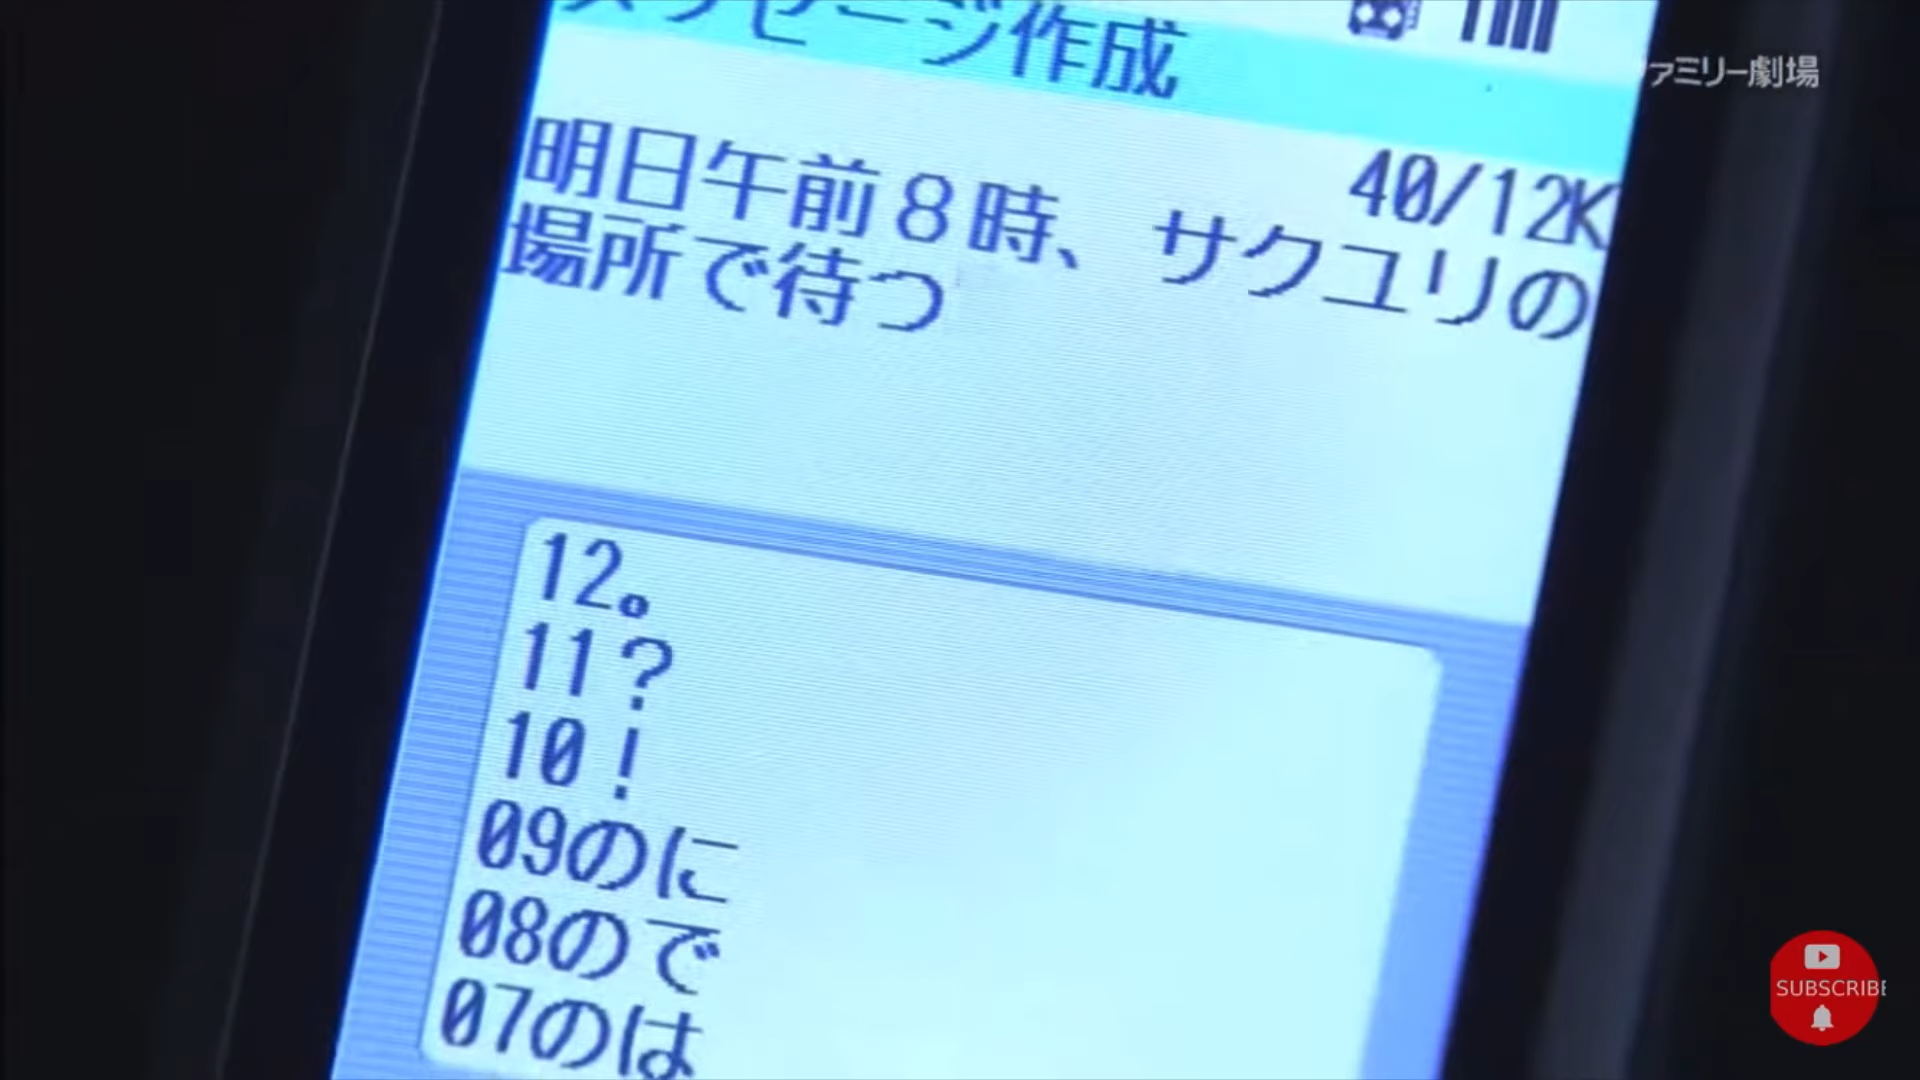 メッセージ作成
ァミリー劇場
40/12K
明日午前8時、サクユリの
場所で待つ
12。
11?
10!
09のに
08ので
07のは
SUBSCRIBE